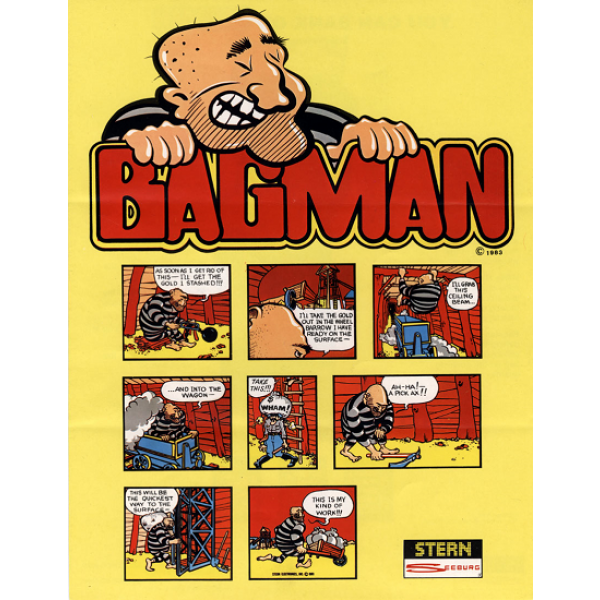 BAGMAN
© 1983
AS SOON AS I GET RID OF
THIS — I'LL GET THE
GOLD I STASHED!!!
I'LL TAKE THE GOLD
OUT IN THE WHEEL
BARROW I HAVE
READY ON THE
SURFACE —
I'LL GRAB
THIS
CEILING
BEAM...
...AND INTO THE
WAGON —
TAKE
THIS!!!
WHAM!
AH-HA! —
A PICK AX!!
THIS WILL BE
THE QUICKEST
WAY TO THE
SURFACE —
THIS IS MY
KIND OF
WORK!!!
STERN
SEEBURG